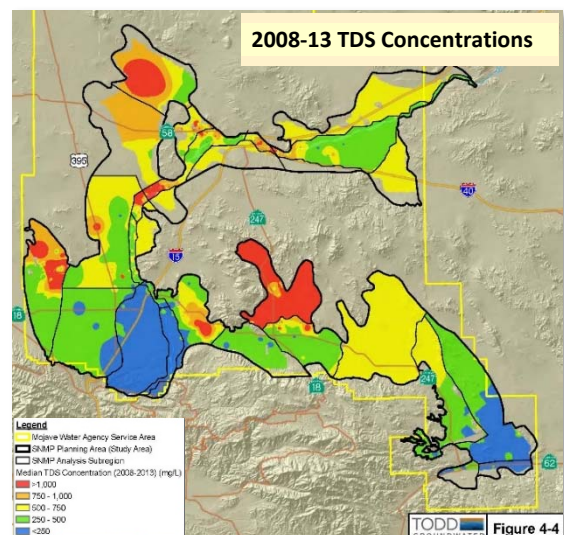 2008-13 TDS Concentrations
58
395
40
247
15
18
18
247
62
Legend
Mojave Water Agency Service Area
SNMP Planning Area (Study Area)
SNMP Analysis Subregion
Median TDS Concentration (2008-2013) (mg/L)
>1,000
750 - 1,000
500 - 750
250 - 500
<250
TODD
GROUNDWATER
Figure 4-4